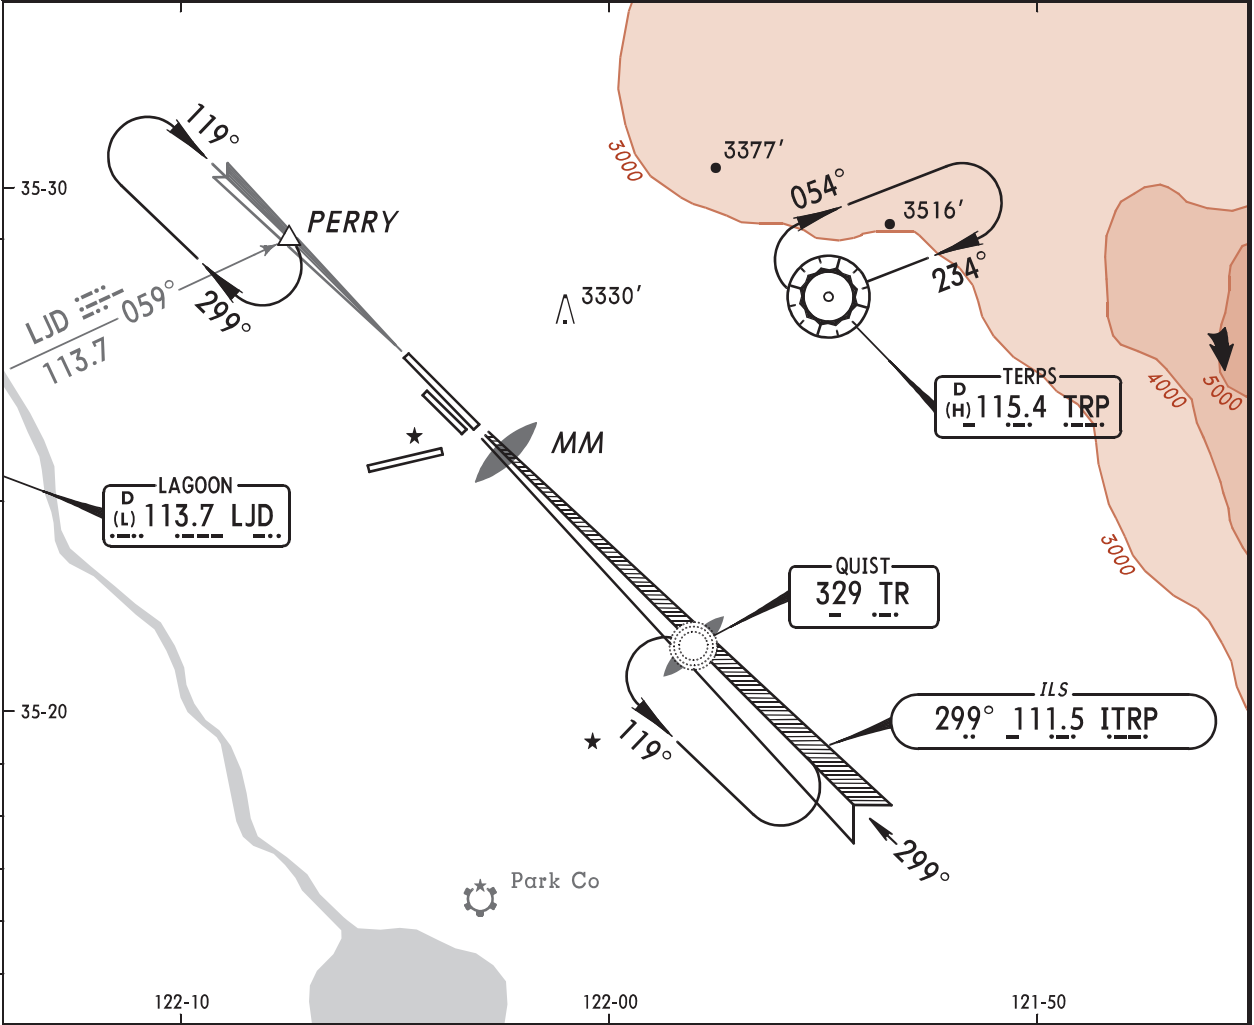 3000
3377'
119°
054°
35-30
3516'
PERRY
234°
LJD
059°
113.7
299°
3330'
TERPS
D
(H) 115.4 TRP
4000
5000
MM
LAGOON
D
(L) 113.7 LJD
3000
QUIST
329 TR
ILS
299° 111.5 ITRP
35-20
119°
299°
Park Co
122-10
122-00
121-50